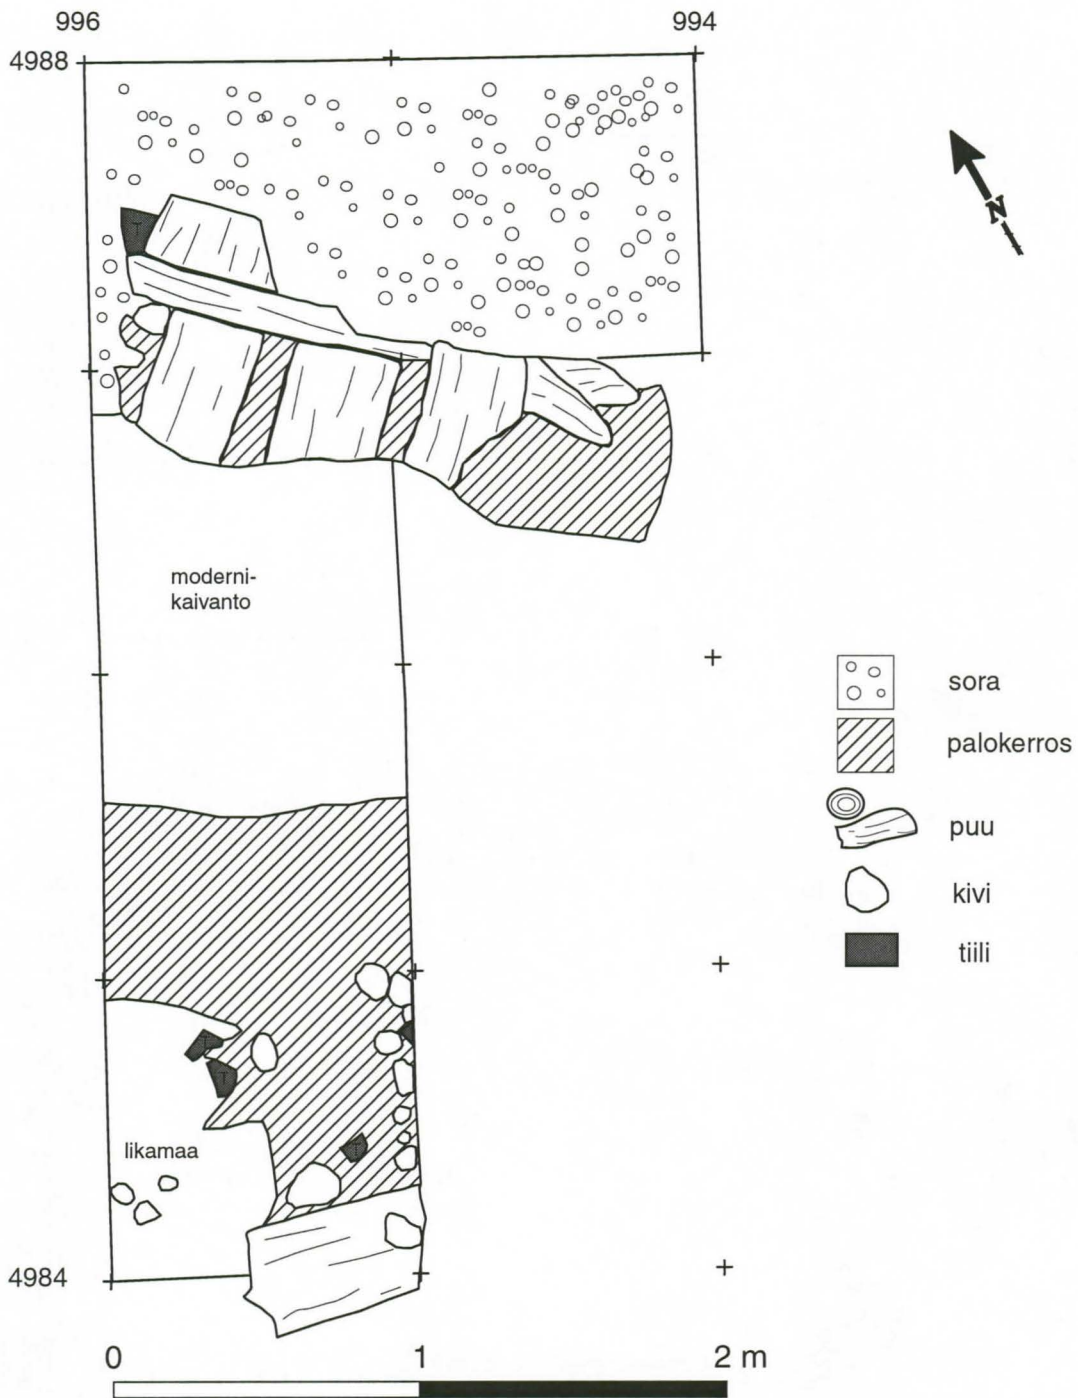 996
994
4988
N
T
moderni-
kaivanto
sora
palokerros
puu
kivi
tiili
T
T
likamaa
T
4984
0 1 2 m